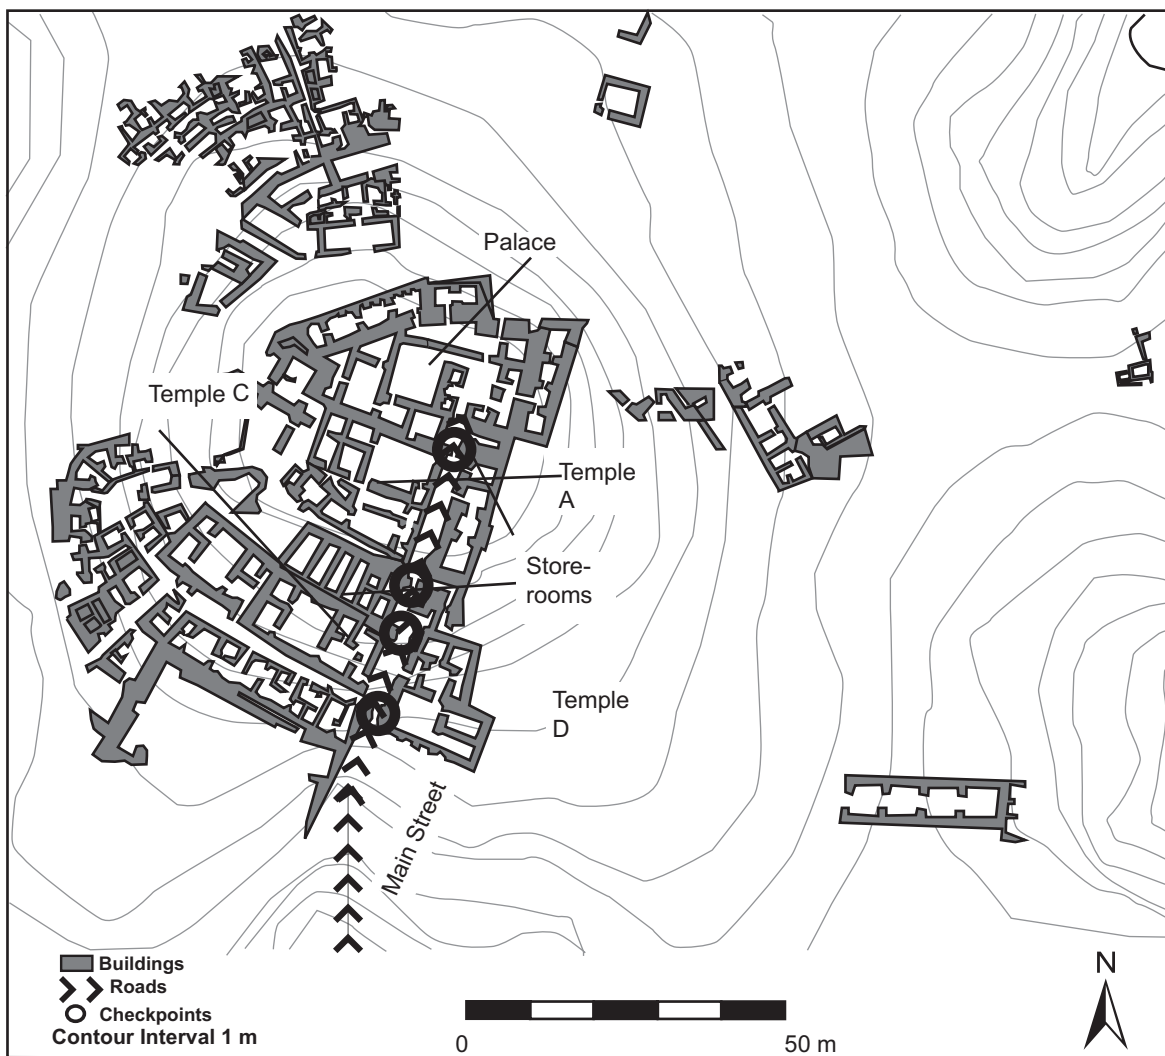 Palace
Temple C
Temple
A
Store-
rooms
Temple
D
Main Street
Buildings
Roads
Checkpoints
Contour Interval 1 m
0
50 m
N